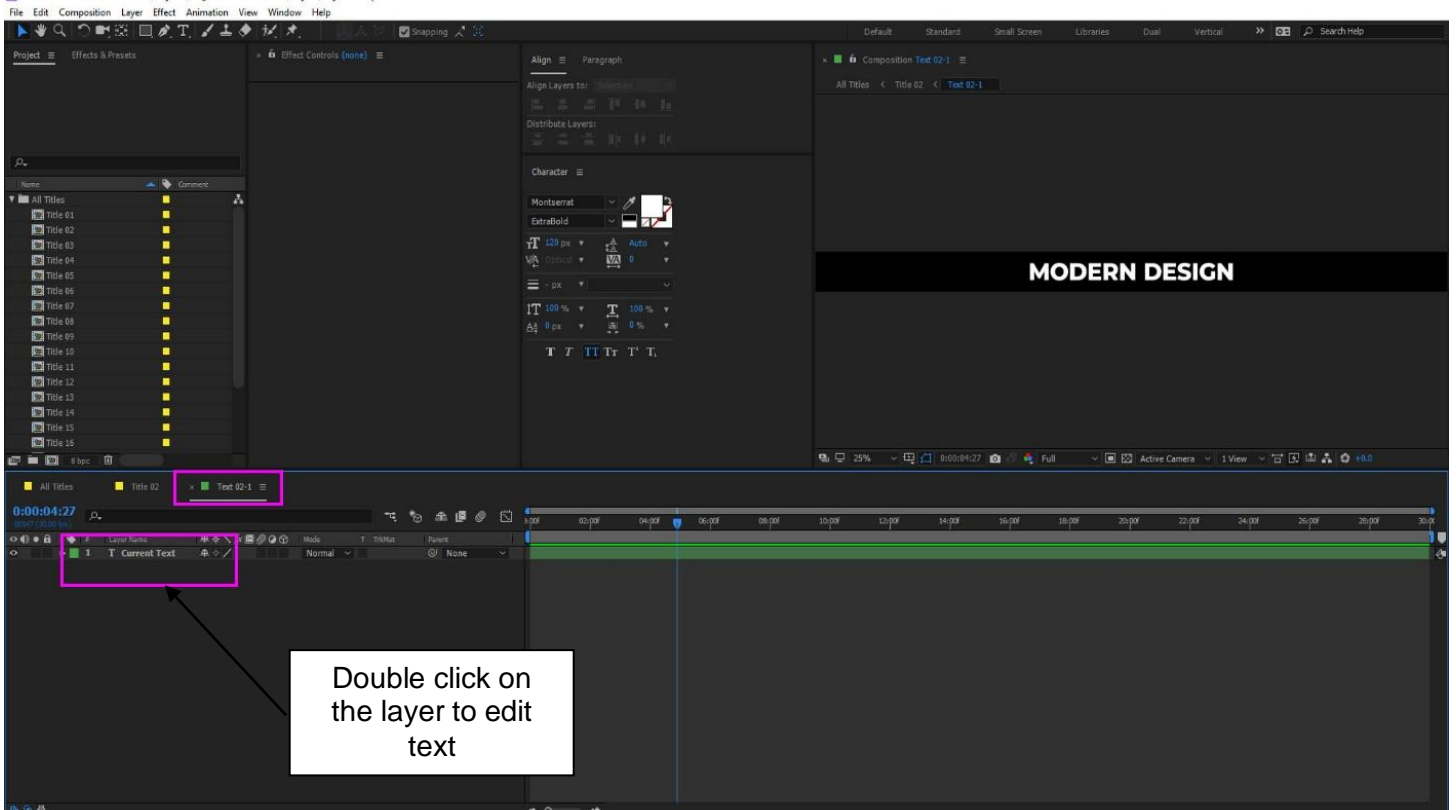 File Edit Composition Layer Effect Animation View Window Help
Snapping
Default Standard Small Screen Libraries Dual Vertical Search Help
Project Effects & Presets
Effect Controls (none)
Align Paragraph
Composition Text 02-1
Align Layers to: Selection
All Titles Title 02 Text 02-1
Distribute Layers:
Character
Name Comment
All Titles
Title 01
Title 02
Title 03
Title 04
Title 05
Title 06
Title 07
Title 08
Title 09
Title 10
Title 11
Title 12
Title 13
Title 14
Title 15
Title 16
8 bpc
Montserrat
ExtraBold
120 px Auto
Optical 0
- px
100 % 100 %
0 px 0 %
T T TT Tт T' T,
MODERN DESIGN
25% 0:00:04:27 Full Active Camera 1 View +0.0
All Titles Title 02 Text 02-1
0:00:04:27
02:00f 04:00f 06:00f 08:00f 10:00f 12:00f 14:00f 16:00f 18:00f 20:00f 22:00f 24:00f 26:00f 28:00f
# Layer Name Mode T TrkMat Parent
1 T Current Text Normal None
Double click on
the layer to edit
text